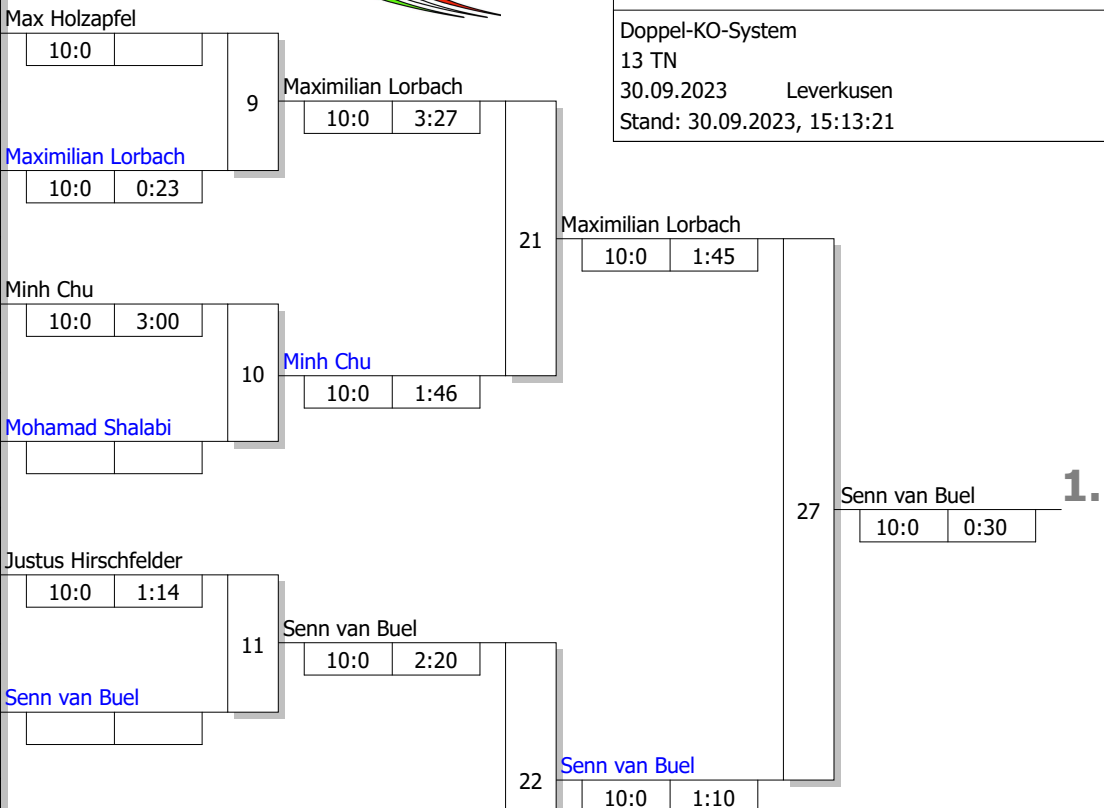 Max Holzapfel
10:0
Doppel-KO-System
13 TN
30.09.2023 Leverkusen
Stand: 30.09.2023, 15:13:21
9
Maximilian Lorbach
10:0 3:27
Maximilian Lorbach
10:0 0:23
21
Maximilian Lorbach
10:0 1:45
Minh Chu
10:0 3:00
10
Minh Chu
10:0 1:46
Mohamad Shalabi
27
Senn van Buel
10:0 0:30
1.
Justus Hirschfelder
10:0 1:14
11
Senn van Buel
10:0 2:20
Senn van Buel
22
Senn van Buel
10:0 1:10